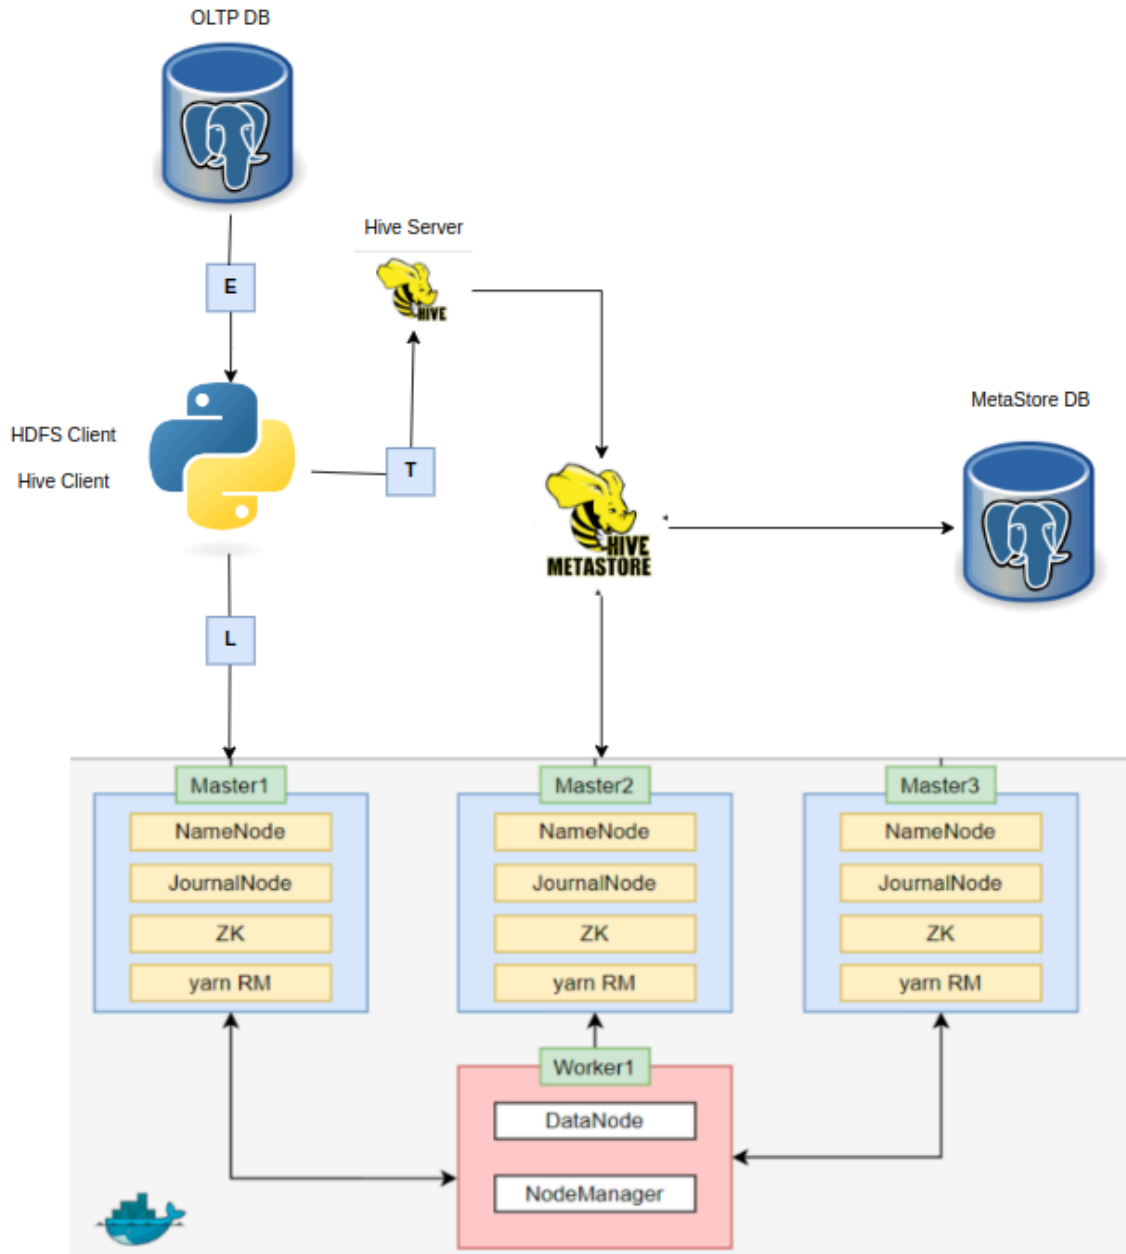 OLTP DB
Hive Server
E
HIVE
MetaStore DB
HDFS Client
Hive Client
T
HIVE
METASTORE
L
Master1
Master2
Master3
NameNode
NameNode
NameNode
JournalNode
JournalNode
JournalNode
ZK
ZK
ZK
yarn RM
yarn RM
yarn RM
Worker1
DataNode
NodeManager